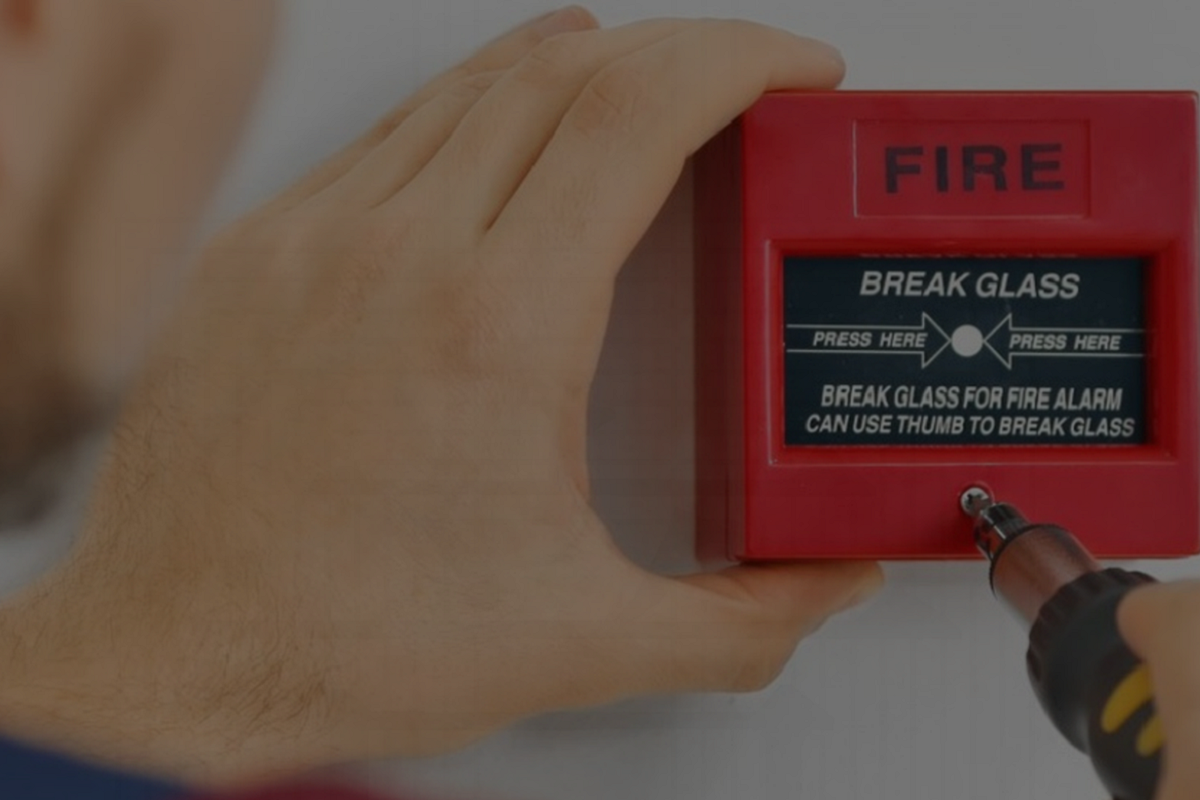 FIRE
BREAK GLASS
PRESS HERE PRESS HERE
BREAK GLASS FOR FIRE ALARM
CAN USE THUMB TO BREAK GLASS